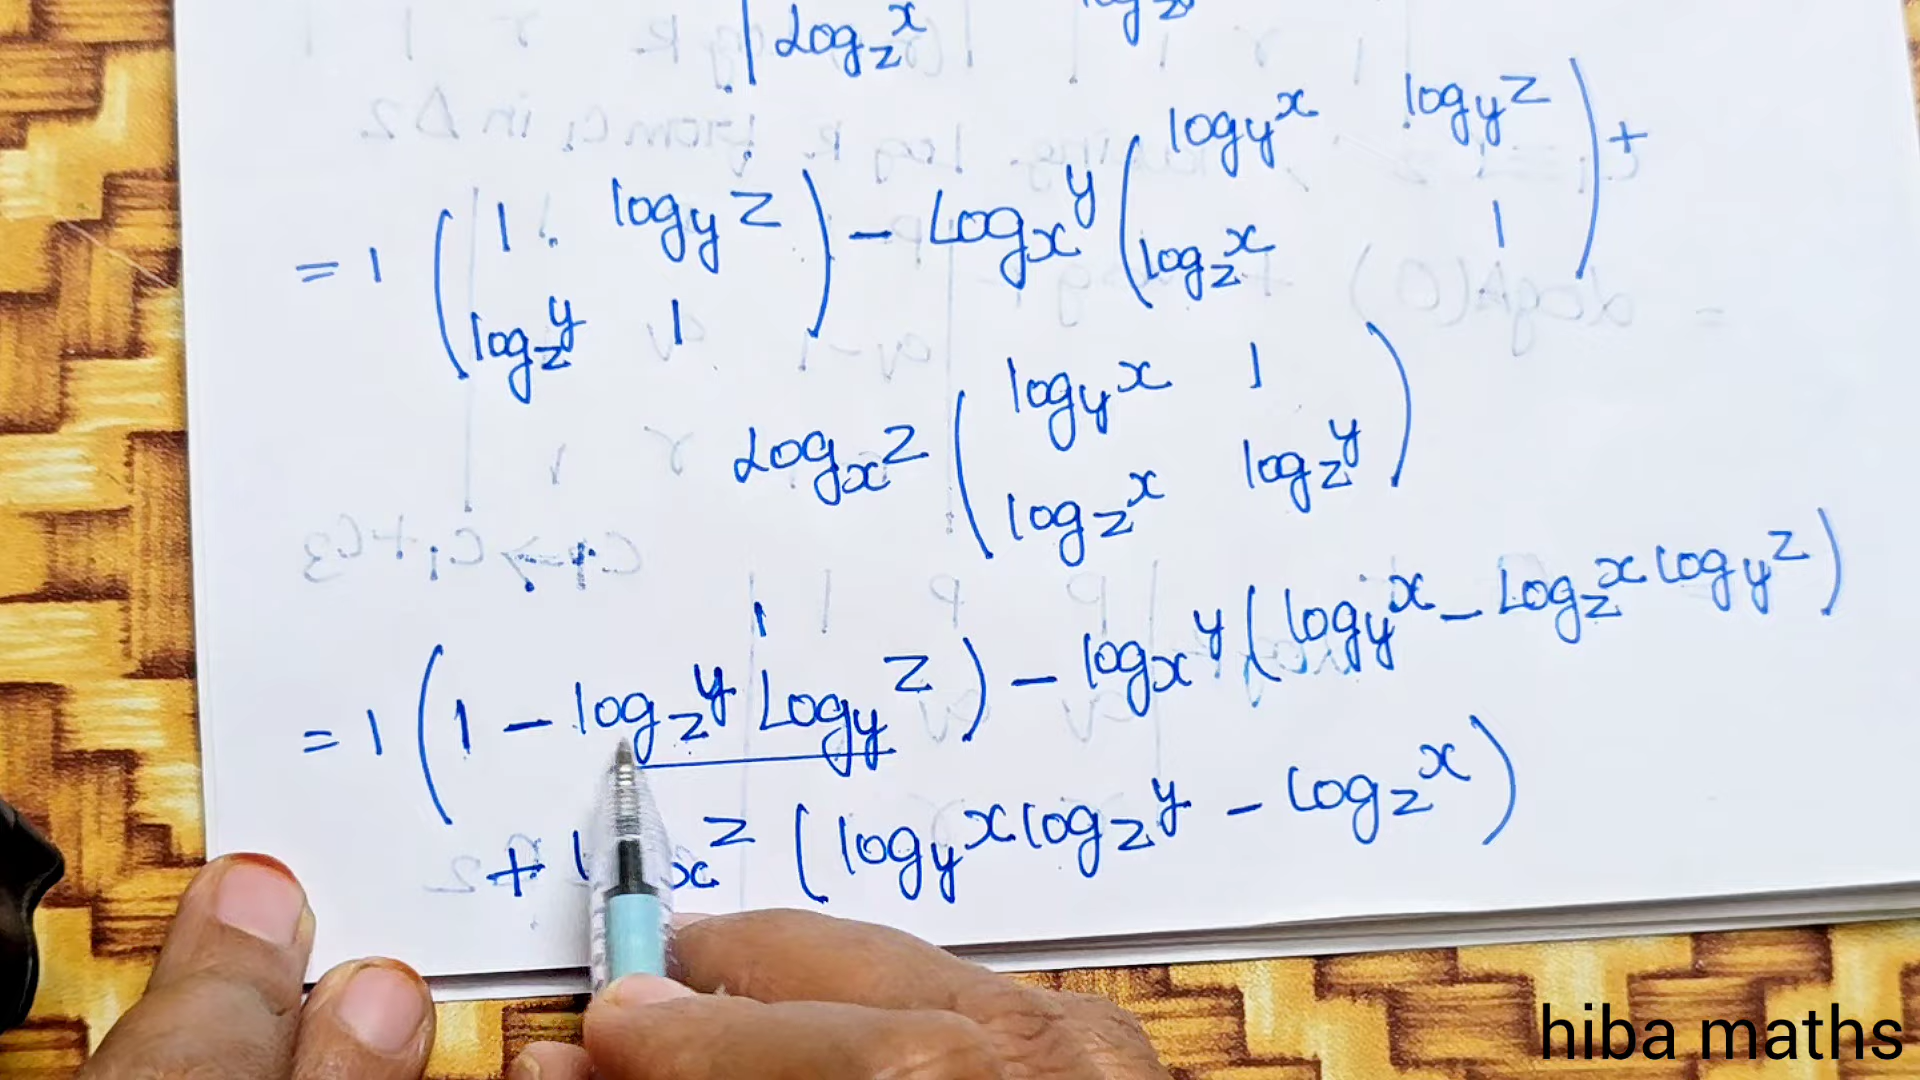 | Log_z x log_z
= 1 ( 1 log_y z ) - Log_x y ( log_y x log_y z ) +
log_z y 1 log_z x 1
Log_x z ( log_y x 1 )
log_z x log_z y
= 1 ( 1 - log_z y Log_y z ) - log_x y ( log_y x - Log_z x log_y z )
+ x z ( log_y x log_z y - log_z x )
hiba maths